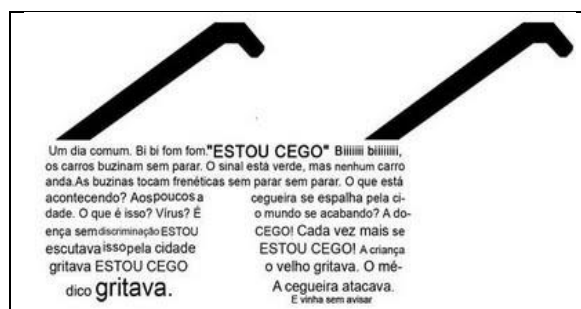 Um dia comum. Bi bi fom fom."ESTOU CEGO" Biiiiiii biiiiiiiii,
os carros buzinam sem parar. O sinal está verde, mas nenhum carro
anda.As buzinas tocam frenéticas sem parar sem parar. O que está
acontecendo? Aos poucos a cegueira se espalha pela ci-
dade. O que é isso? Vírus? É o mundo se acabando? A do-
ença sem discriminação ESTOU CEGO! Cada vez mais se
escutava isso pela cidade ESTOU CEGO! A criança
gritava ESTOU CEGO o velho gritava. O mé-
dico gritava. A cegueira atacava.
E vinha sem avisar